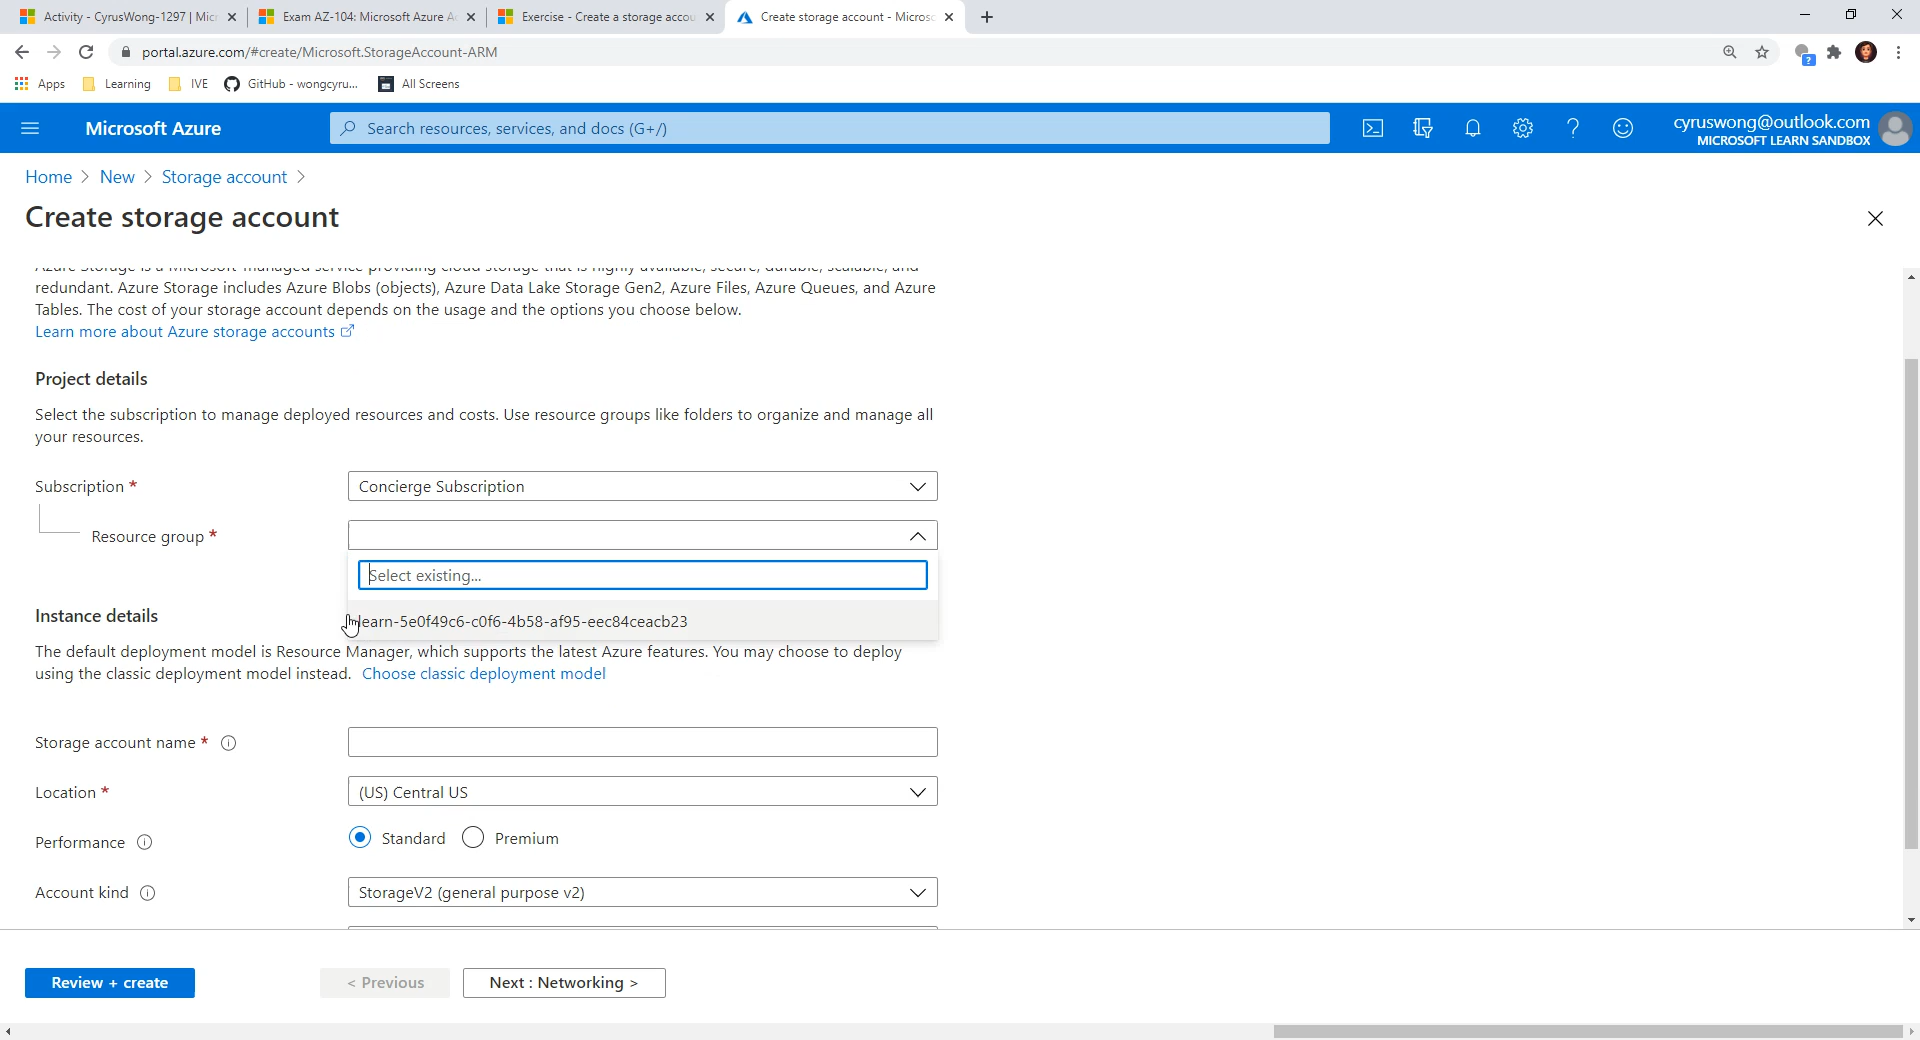 Activity - CyrusWong-1297 | Mic
Exam AZ-104: Microsoft Azure A
Exercise - Create a storage accou
Create storage account - Microso
portal.azure.com/#create/Microsoft.StorageAccount-ARM
Apps
Learning
IVE
GitHub - wongcyru...
All Screens
Microsoft Azure
Search resources, services, and docs (G+/)
cyruswong@outlook.com
MICROSOFT LEARN SANDBOX
Home > New > Storage account >
Create storage account
Azure Storage is a Microsoft-managed service providing cloud storage that is highly available, secure, durable, scalable, and
redundant. Azure Storage includes Azure Blobs (objects), Azure Data Lake Storage Gen2, Azure Files, Azure Queues, and Azure
Tables. The cost of your storage account depends on the usage and the options you choose below.
Learn more about Azure storage accounts
Project details
Select the subscription to manage deployed resources and costs. Use resource groups like folders to organize and manage all
your resources.
Subscription *
Concierge Subscription
Resource group *
Select existing...
learn-5e0f49c6-c0f6-4b58-af95-eec84ceacb23
Instance details
The default deployment model is Resource Manager, which supports the latest Azure features. You may choose to deploy
using the classic deployment model instead. Choose classic deployment model
Storage account name *
Location *
(US) Central US
Performance
Standard
Premium
Account kind
StorageV2 (general purpose v2)
Review + create
< Previous
Next : Networking >